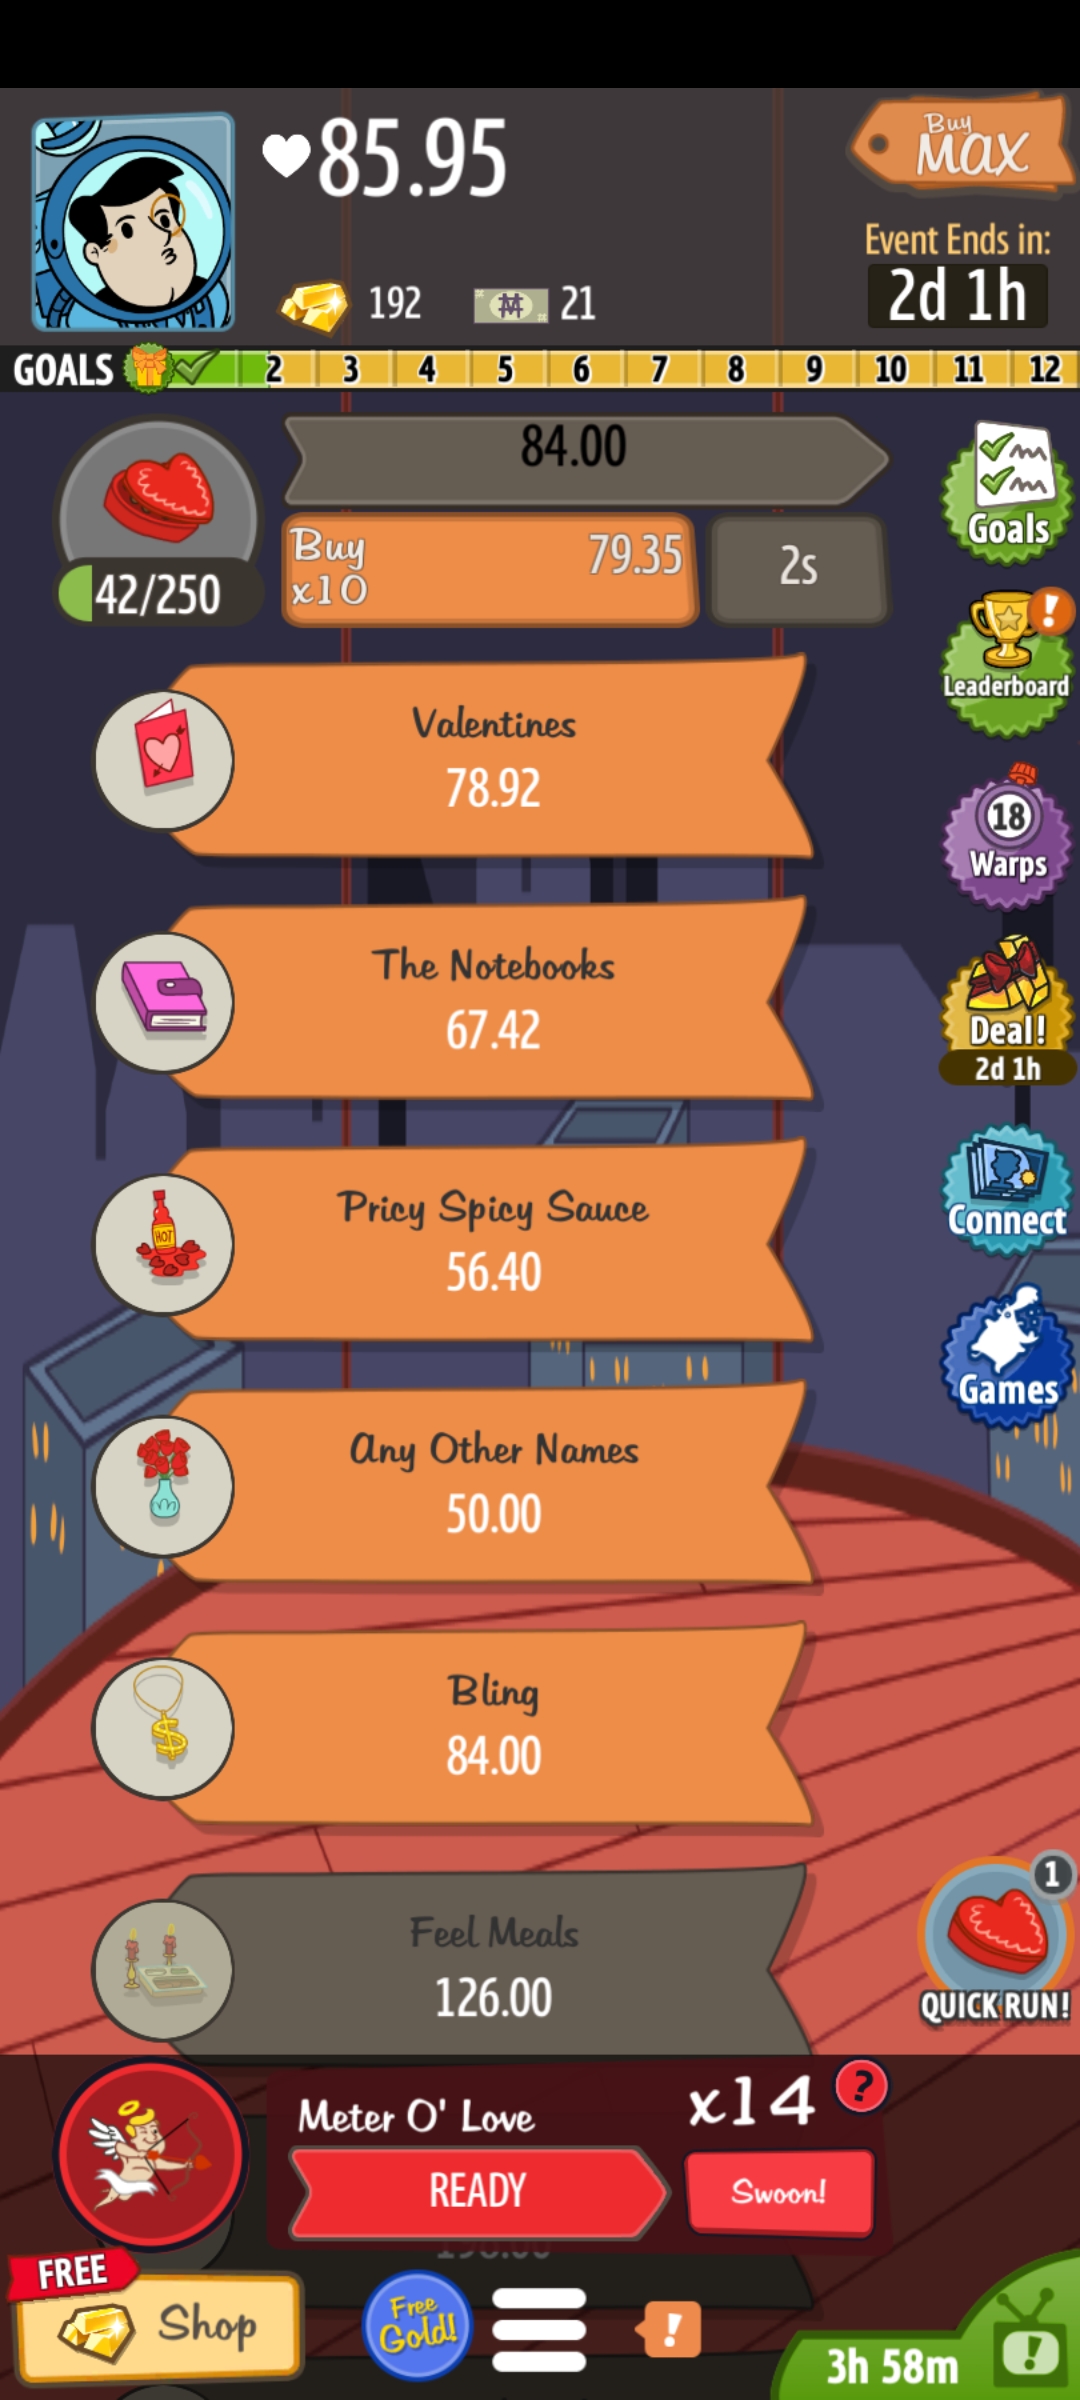 85.95
Buy
MAX
192
21
Event Ends in:
2d 1h
GOALS 2 3 4 5 6 7 8 9 10 11 12
84.00
Buy
x10
79.35
2s
42/250
Goals
!
Leaderboard
Valentines
78.92
18
Warps
The Notebooks
67.42
Deal!
2d 1h
Pricy Spicy Sauce
56.40
HOT
Connect
Games
Any Other Names
50.00
Bling
84.00
Feel Meals
126.00
1
QUICK RUN!
Meter O' Love
x14
?
READY
Swoon!
FREE
Shop
Free
Gold!
!
3h 58m
!